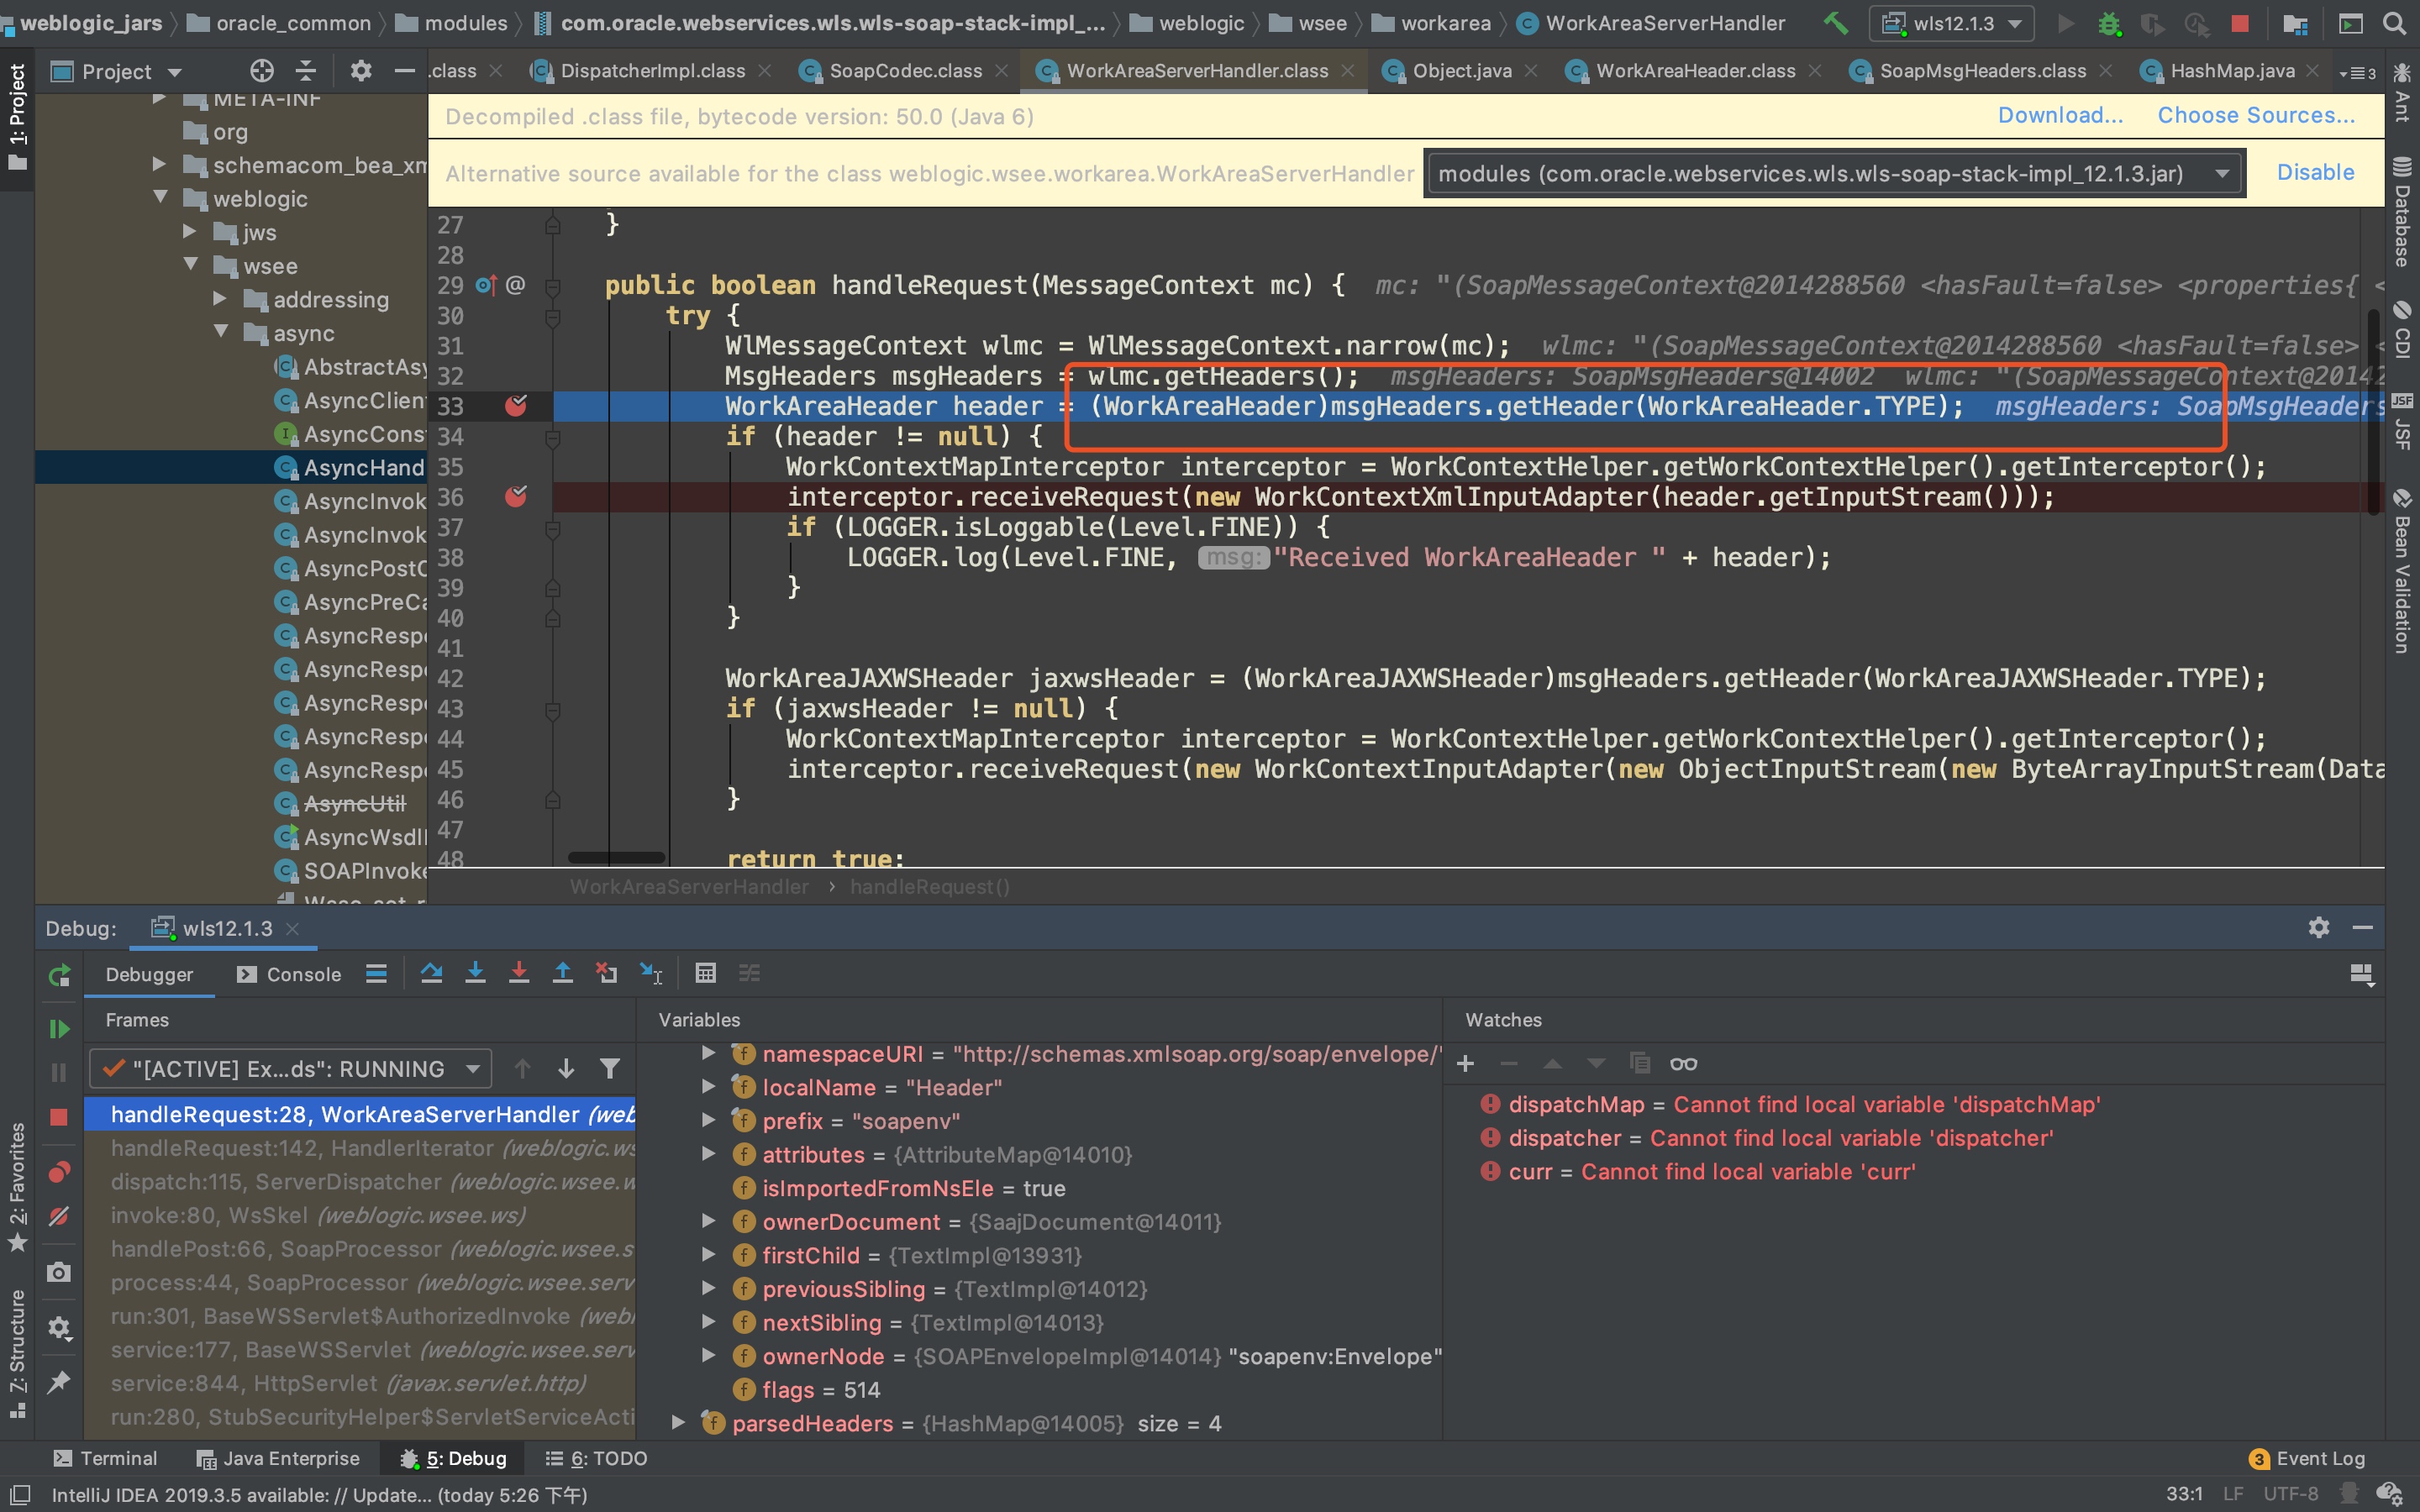 weblogic_jars
oracle_common
modules
com.oracle.webservices.wls.wls-soap-stack-impl_-...
weblogic
wsee
workarea
WorkAreaServerHandler
wls12.1.3
Project
.class
DispatcherImpl.class
SoapCodec.class
WorkAreaServerHandler.class
Object.java
WorkAreaHeader.class
SoapMsgHeaders.class
HashMap.java
3
1: Project
2: Favorites
Z: Structure
Ant
Database
CDI
JSF
Bean Validation
META-INF
org
schemacom_bea_xm
weblogic
jws
wsee
addressing
async
AbstractAsy
AsyncClien
AsyncCons
AsyncHand
AsyncInvok
AsyncInvok
AsyncPostC
AsyncPreCa
AsyncResp
AsyncResp
AsyncResp
AsyncResp
AsyncResp
AsyncUtil
AsyncWsdl
SOAPInvoke
Decompiled .class file, bytecode version: 50.0 (Java 6)
Download...
Choose Sources...
Alternative source available for the class weblogic.wsee.workarea.WorkAreaServerHandler
modules (com.oracle.webservices.wls.wls-soap-stack-impl_12.1.3.jar)
Disable
27 }
28
29 @ public boolean handleRequest(MessageContext mc) { mc: "(SoapMessageContext@2014288560 <hasFault=false> <properties{ <
30 try {
31 WlMessageContext wlmc = WlMessageContext.narrow(mc); wlmc: "(SoapMessageContext@2014288560 <hasFault=false> <
32 MsgHeaders msgHeaders = wlmc.getHeaders(); msgHeaders: SoapMsgHeaders@14002 wlmc: "(SoapMessageContext@20142
33 WorkAreaHeader header = (WorkAreaHeader)msgHeaders.getHeader(WorkAreaHeader.TYPE); msgHeaders: SoapMsgHeaders
34 if (header != null) {
35 WorkContextMapInterceptor interceptor = WorkContextHelper.getWorkContextHelper().getInterceptor();
36 interceptor.receiveRequest(new WorkContextXmlInputAdapter(header.getInputStream()));
37 if (LOGGER.isLoggable(Level.FINE)) {
38 LOGGER.log(Level.FINE, msg: "Received WorkAreaHeader " + header);
39 }
40 }
41
42 WorkAreaJAXWSHeader jaxwsHeader = (WorkAreaJAXWSHeader)msgHeaders.getHeader(WorkAreaJAXWSHeader.TYPE);
43 if (jaxwsHeader != null) {
44 WorkContextMapInterceptor interceptor = WorkContextHelper.getWorkContextHelper().getInterceptor();
45 interceptor.receiveRequest(new WorkContextInputAdapter(new ObjectInputStream(new ByteArrayInputStream(Data
46 }
47
48 return true;
WorkAreaServerHandler › handleRequest()
Debug:
wls12.1.3
Debugger
Console
Frames
"[ACTIVE] Ex...ds": RUNNING
handleRequest:28, WorkAreaServerHandler (web
handleRequest:142, HandlerIterator (weblogic.ws
dispatch:115, ServerDispatcher (weblogic.wsee.w
invoke:80, WsSkel (weblogic.wsee.ws)
handlePost:66, SoapProcessor (weblogic.wsee.s
process:44, SoapProcessor (weblogic.wsee.serv
run:301, BaseWSServlet$AuthorizedInvoke (webl
service:177, BaseWSServlet (weblogic.wsee.serv
service:844, HttpServlet (javax.servlet.http)
run:280, StubSecurityHelper$ServletServiceActi
Variables
namespaceURI = "http://schemas.xmlsoap.org/soap/envelope/"
localName = "Header"
prefix = "soapenv"
attributes = {AttributeMap@14010}
isImportedFromNsEle = true
ownerDocument = {SaajDocument@14011}
firstChild = {TextImpl@13931}
previousSibling = {TextImpl@14012}
nextSibling = {TextImpl@14013}
ownerNode = {SOAPEnvelopeImpl@14014} "soapenv:Envelope"
flags = 514
parsedHeaders = {HashMap@14005} size = 4
Watches
dispatchMap = Cannot find local variable 'dispatchMap'
dispatcher = Cannot find local variable 'dispatcher'
curr = Cannot find local variable 'curr'
Terminal
Java Enterprise
5: Debug
6: TODO
3 Event Log
IntelliJ IDEA 2019.3.5 available: // Update... (today 5:26 下午)
33:1 LF UTF-8